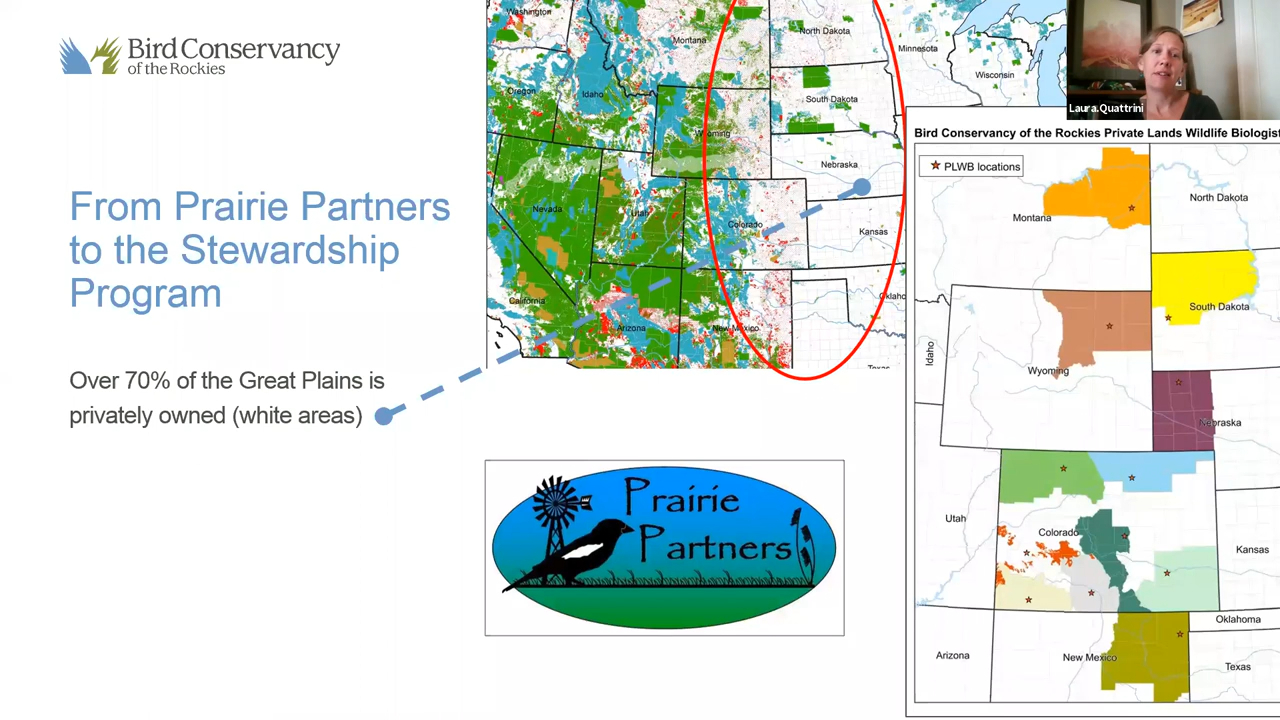 Bird Conservancy
of the Rockies
From Prairie Partners
to the Stewardship
Program
Over 70% of the Great Plains is
privately owned (white areas)
Washington
Montana
North Dakota
Minnesota
Oregon
Idaho
South Dakota
Wisconsin
Wyoming
Nebraska
Nevada
Utah
Colorado
Kansas
California
Arizona
New Mexico
Oklaho
Texas
Prairie
Partners
Laura.Quattrini
Bird Conservancy of the Rockies Private Lands Wildlife Biologist
PLWB locations
Montana
North Dakota
South Dakota
Idaho
Wyoming
Nebraska
Utah
Colorado
Kansas
Oklahoma
Arizona
New Mexico
Texas